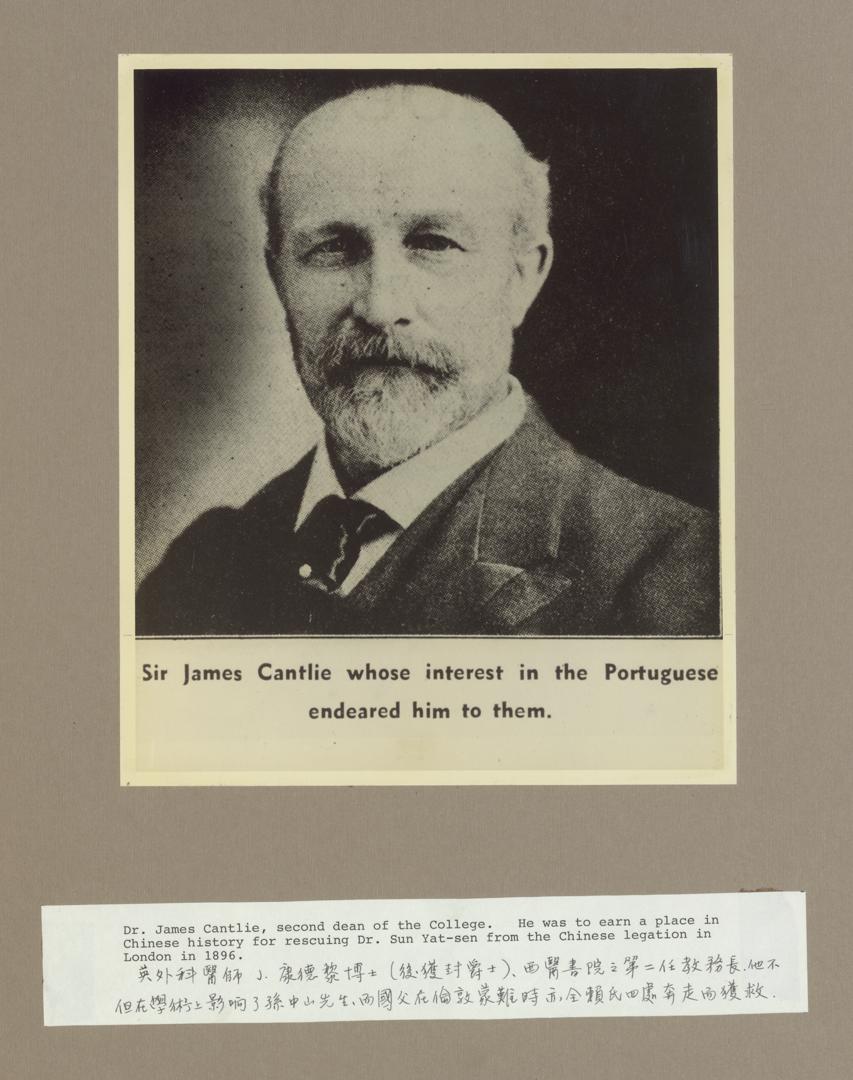 Sir James Cantlie whose interest in the Portuguese
endeared him to them.
Dr. James Cantlie, second dean of the College. He was to earn a place in
Chinese history for rescuing Dr. Sun Yat-sen from the Chinese legation in
London in 1896.
英外科醫師 J. 康德黎博士 (後獲封爵士)、西醫書院之第二任教務長.他不
但在學術上影响了孫中山先生、而國父在倫敦蒙難時亦全賴氏四處奔走而獲救.